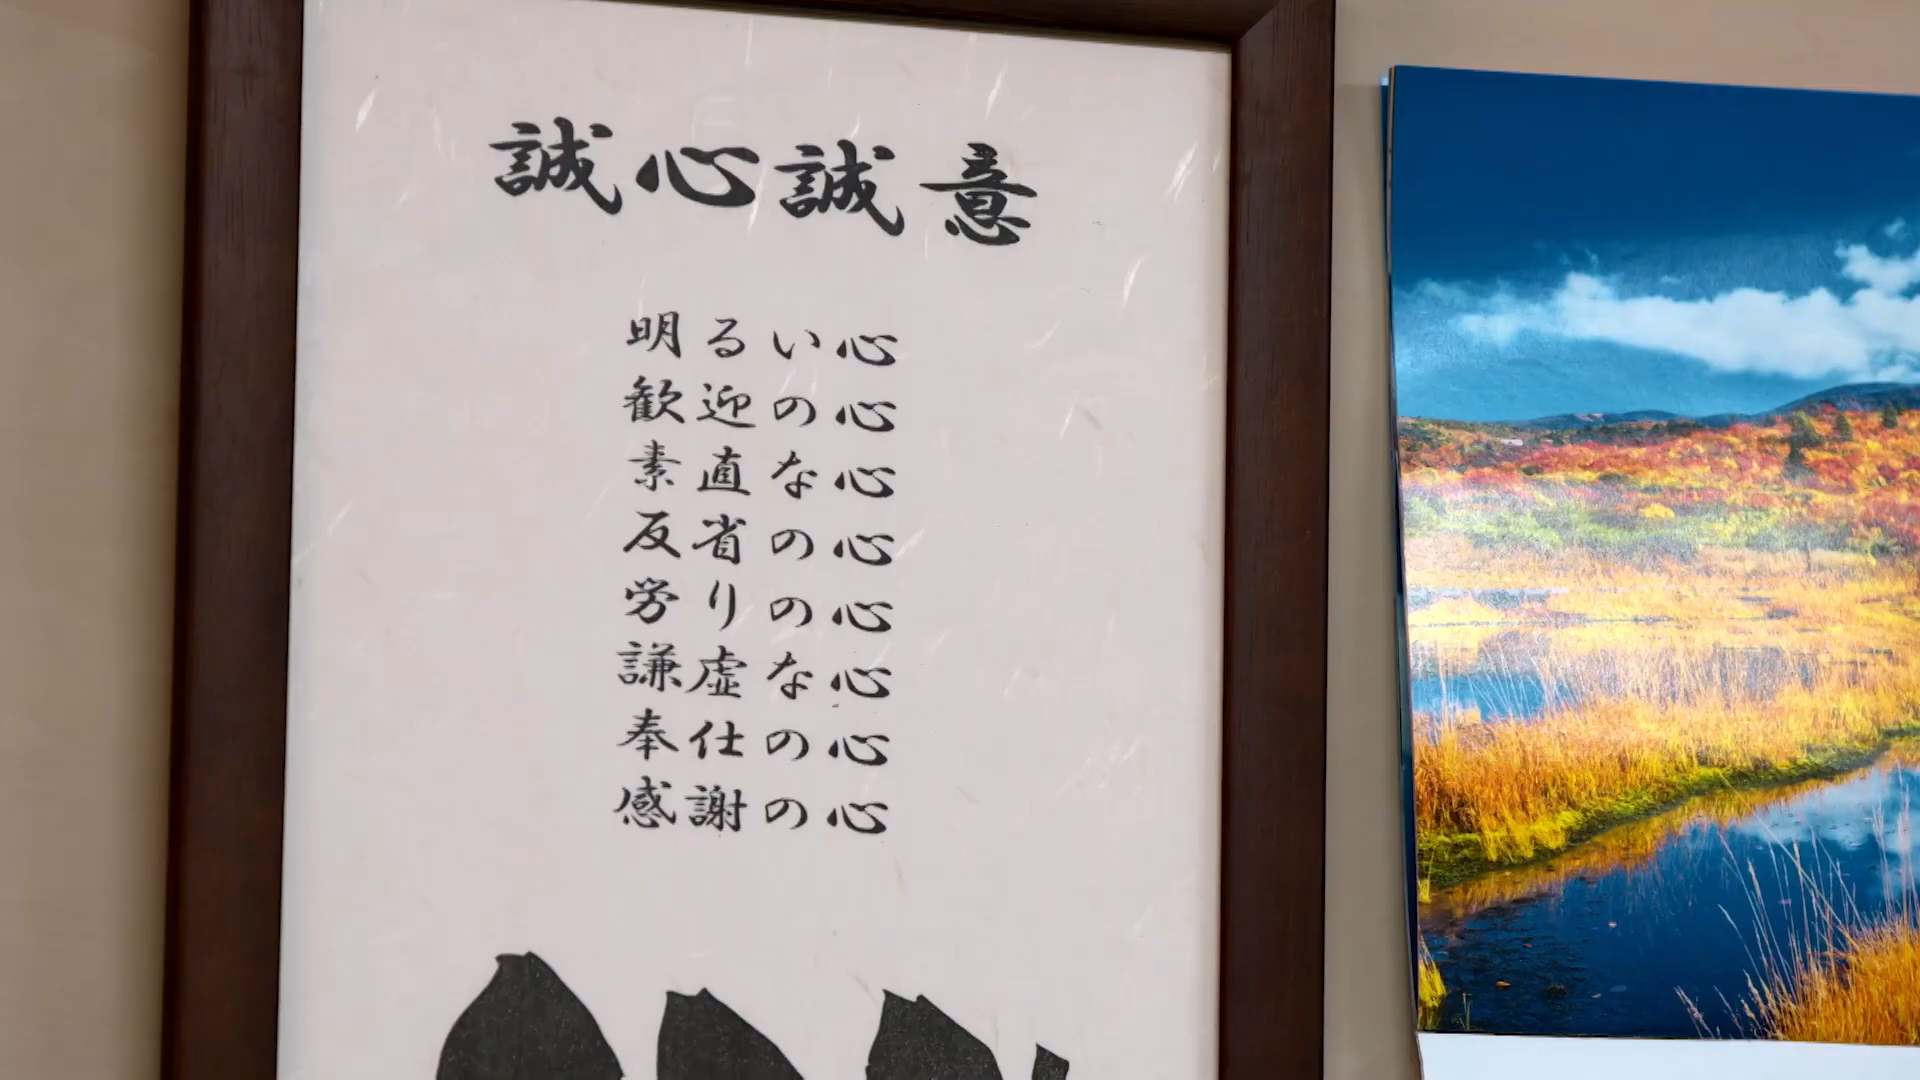 誠心誠意
明るい心
歓迎の心
素直な心
反省の心
労りの心
謙虚な心
奉仕の心
感謝の心